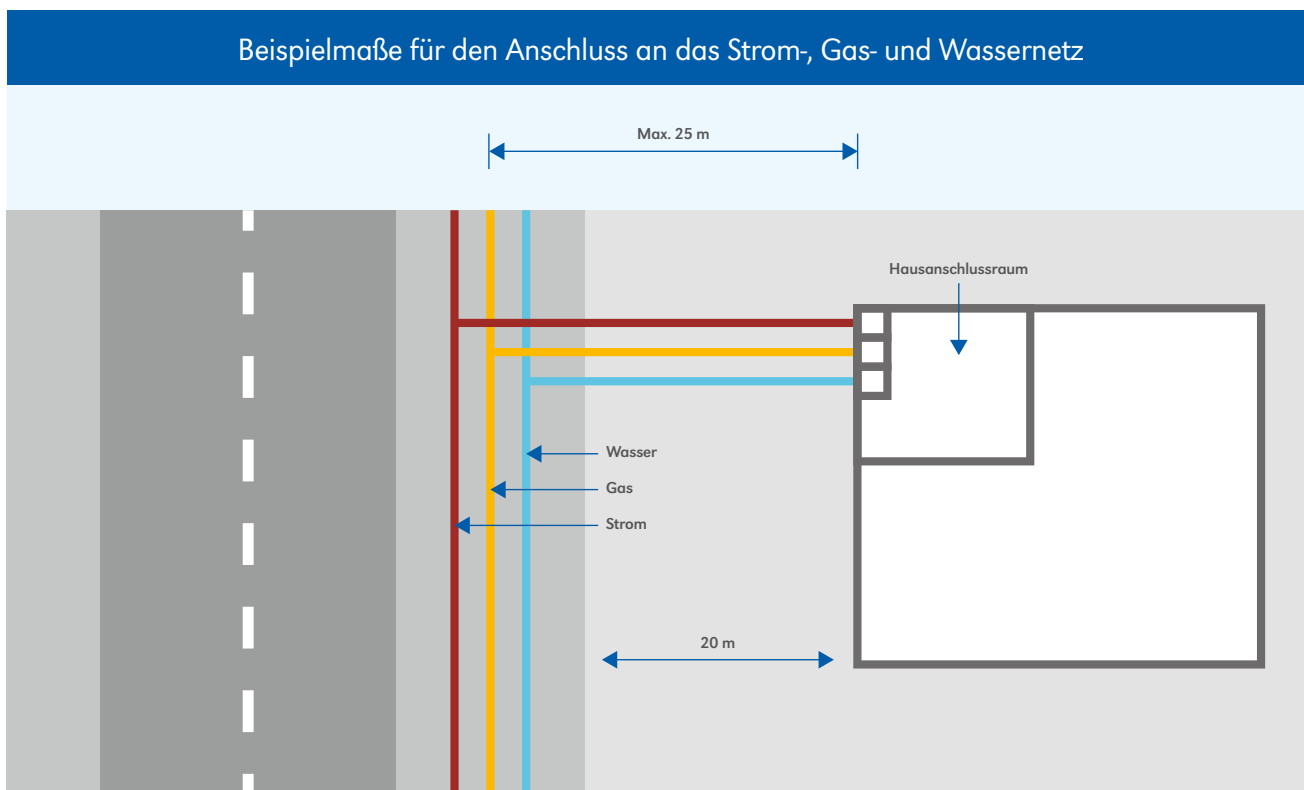 Beispielmaße für den Anschluss an das Strom-, Gas- und Wassernetz
Max. 25 m
Hausanschlussraum
Wasser
Gas
Strom
20 m